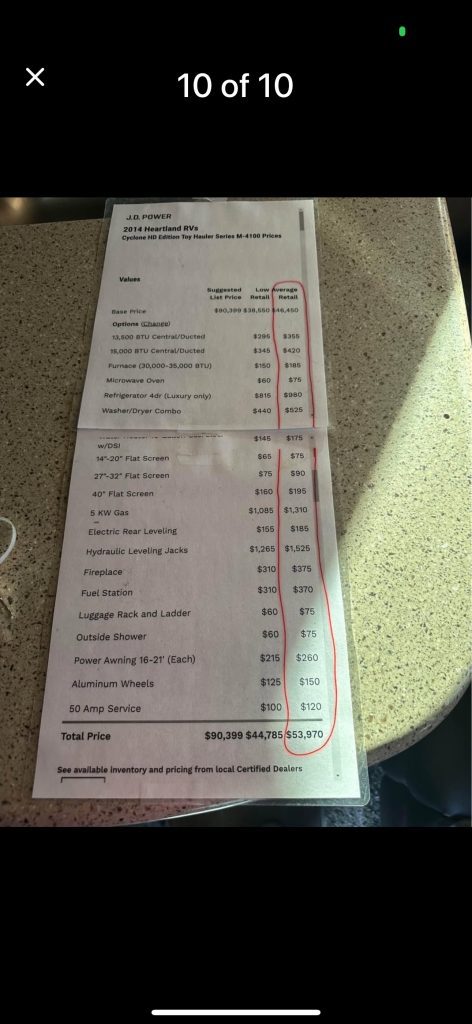 10 of 10
J.D. POWER
2014 Heartland RVs
Cyclone HD Edition Toy Hauler Series M-4100 Prices
Values
Suggested List Price Low Retail Average Retail
Base Price $90,399 $38,550 $46,450
Options (Change)
13,500 BTU Central/Ducted $295 $355
15,000 BTU Central/Ducted $345 $420
Furnace (30,000-35,000 BTU) $150 $185
Microwave Oven $60 $75
Refrigerator 4dr (Luxury only) $815 $980
Washer/Dryer Combo $440 $525
w/DSI $145 $175
14"-20" Flat Screen $65 $75
27"-32" Flat Screen $75 $90
40" Flat Screen $160 $195
5 KW Gas $1,085 $1,310
Electric Rear Leveling $155 $185
Hydraulic Leveling Jacks $1,265 $1,525
Fireplace $310 $375
Fuel Station $310 $370
Luggage Rack and Ladder $60 $75
Outside Shower $60 $75
Power Awning 16-21' (Each) $215 $260
Aluminum Wheels $125 $150
50 Amp Service $100 $120
Total Price $90,399 $44,785 $53,970
See available inventory and pricing from local Certified Dealers